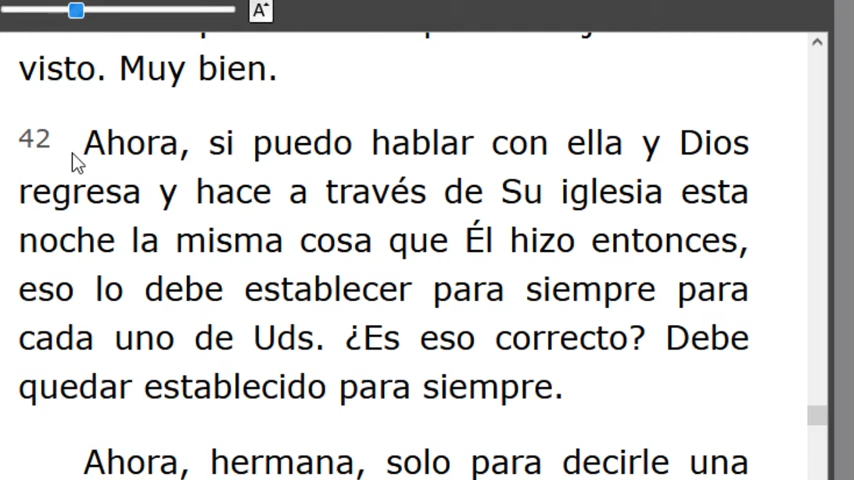 A
visto. Muy bien.
42 Ahora, si puedo hablar con ella y Dios
regresa y hace a través de Su iglesia esta
noche la misma cosa que Él hizo entonces,
eso lo debe establecer para siempre para
cada uno de Uds. ¿Es eso correcto? Debe
quedar establecido para siempre.
Ahora, hermana, solo para decirle una